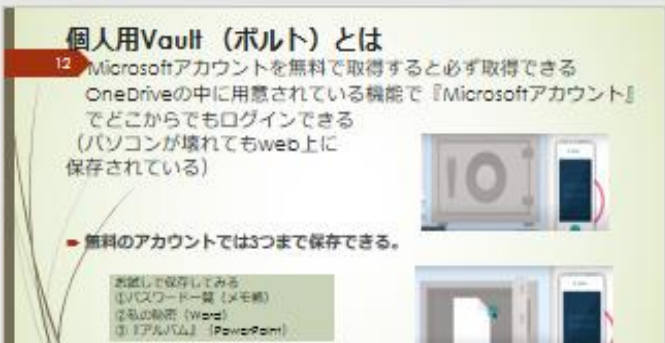 個人用Vault （ボルト）とは
12
Microsoftアカウントを無料で取得すると必ず取得できる
OneDriveの中に用意されている機能で『Microsoftアカウント』
でどこからでもログインできる
（パソコンが壊れてもweb上に
保存されている）
無料のアカウントでは3つまで保存できる。
お試しで保存してみる
①パスワード一覧（メモ帳）
②私の秘密（Word）
③『アルバム』（PowerPoint）